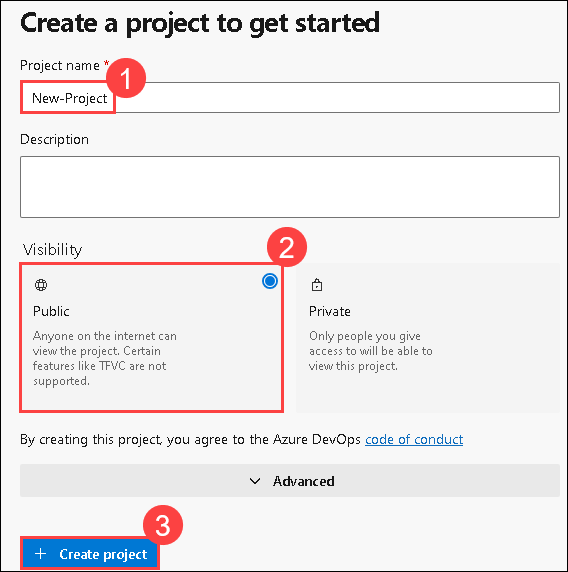 Create a project to get started
Project name *
1
New-Project
Description
Visibility
2
Public
Anyone on the internet can
view the project. Certain
features like TFVC are not
supported.
Private
Only people you give
access to will be able to
view this project.
By creating this project, you agree to the Azure DevOps code of conduct
Advanced
3
+ Create project